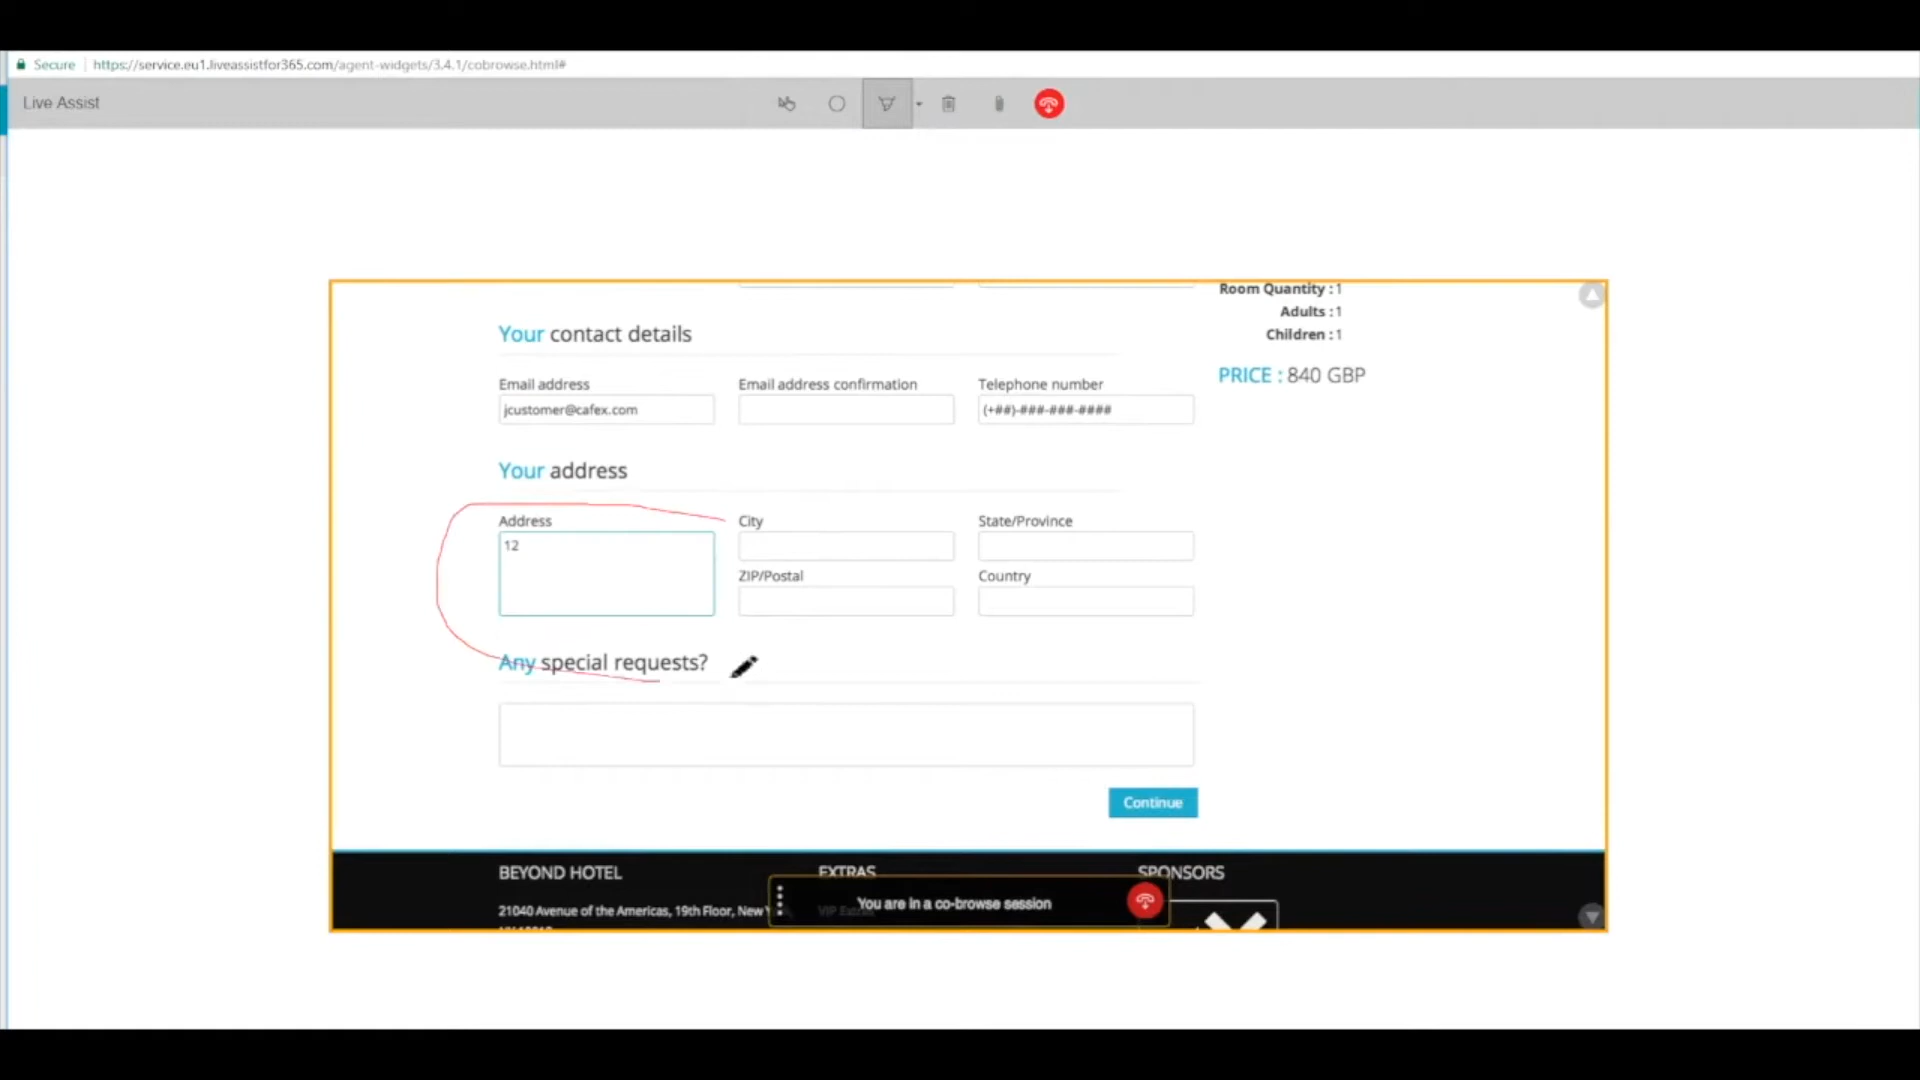 Secure https://service.eu1.liveassistfor365.com/agent-widgets/3.4.1/cobrowse.html#
Live Assist
Room Quantity : 1
Adults : 1
Children : 1
PRICE : 840 GBP
Your contact details
Email address Email address confirmation Telephone number
jcustomer@cafex.com (+##)-###-###-####
Your address
Address City State/Province
12
ZIP/Postal Country
Any special requests?
Continue
BEYOND HOTEL EXTRAS SPONSORS
You are in a co-browse session
21040 Avenue of the Americas, 19th Floor, New